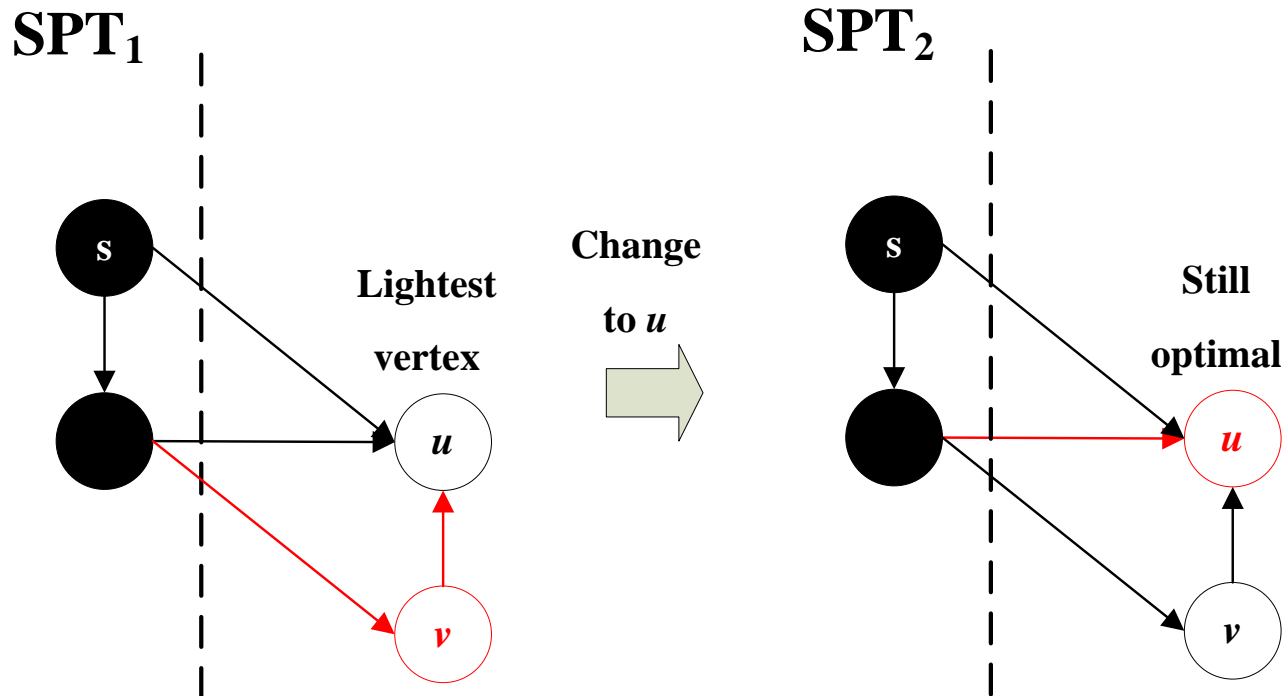 SPT₁
s
Lightest
vertex
u
v
Change
to u
SPT₂
s
Still
optimal
u
v